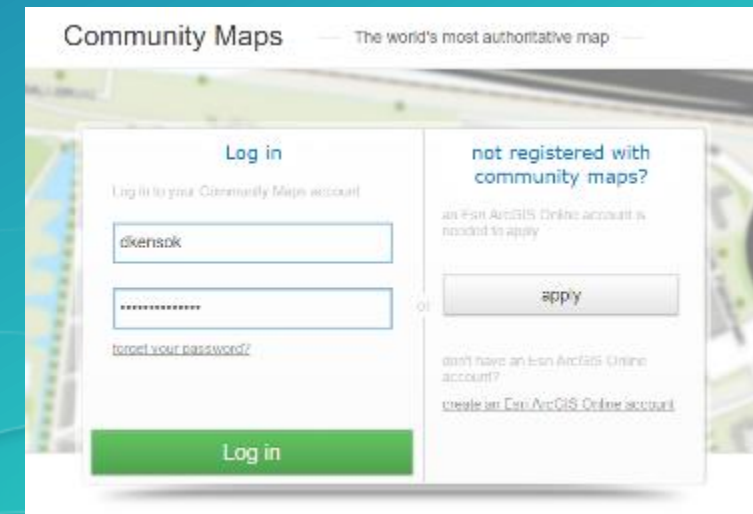 Community Maps
The world's most authoritative map
Log in
Log in to your Community Maps account
dkensok
••••••••••••••
forget your password?
Log in
or
not registered with
community maps?
an Esri ArcGIS Online account is
needed to apply
apply
don't have an Esri ArcGIS Online
account?
create an Esri ArcGIS Online account